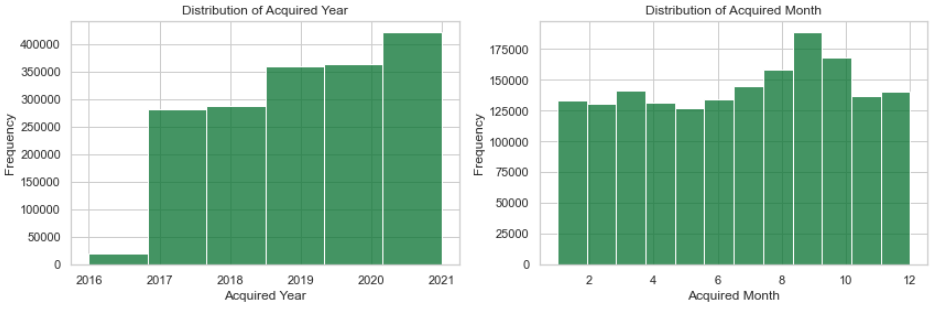 Distribution of Acquired Year
400000
350000
300000
250000
200000
150000
100000
50000
0
Frequency
2016 2017 2018 2019 2020 2021
Acquired Year
Distribution of Acquired Month
175000
150000
125000
100000
75000
50000
25000
0
Frequency
2 4 6 8 10 12
Acquired Month